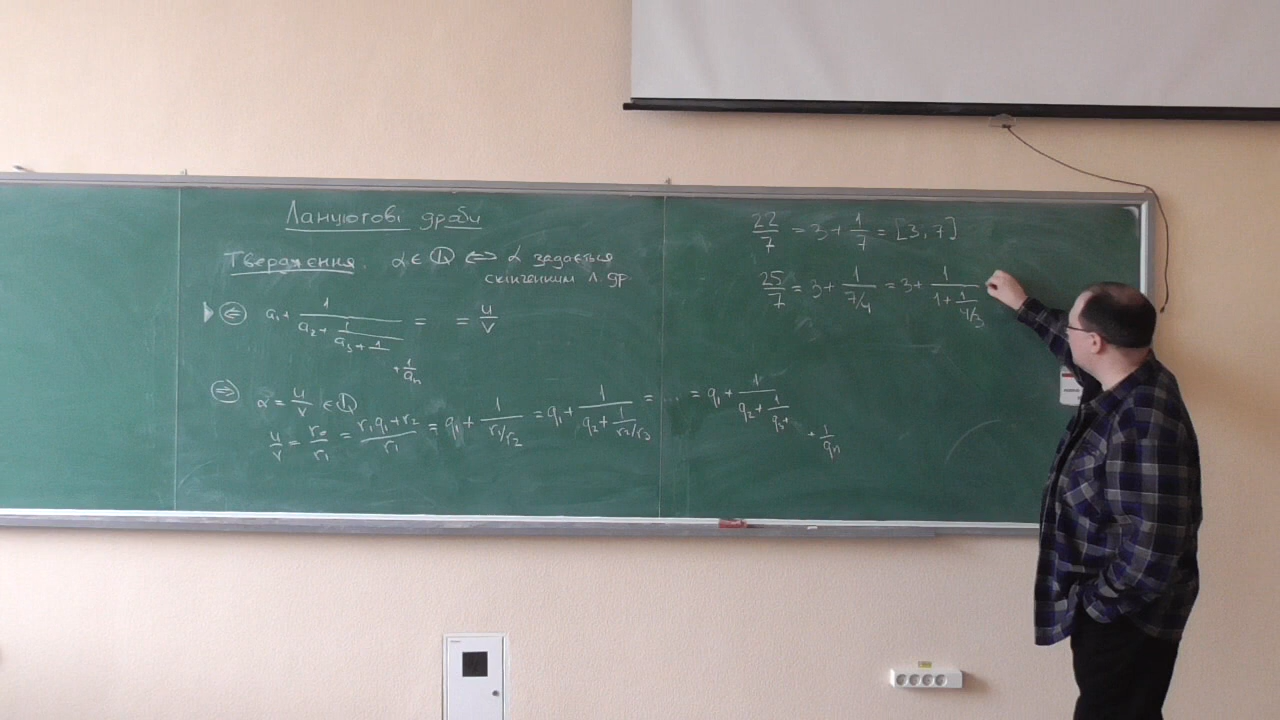 Ланцюгові дроби
Твердження. α ∈ ℚ ⇔ α задається
скінченним л. др.
(⇐) a₁ + 1/(a₂ + 1/(a₃ + 1/( + 1/aₙ))) = = u/v
(⇒) α = u/v ∈ ℚ
u/v = r₀/r₁ = (r₁q₁ + r₂)/r₁ = q₁ + 1/(r₁/r₂) = q₁ + 1/(q₂ + 1/(r₂/r₃)) = ... = q₁ + 1/(q₂ + 1/(q₃ + + 1/qₙ))
22/7 = 3 + 1/7 = [3, 7]
25/7 = 3 + 1/(7/4) = 3 + 1/(1 + 1/(4/3))